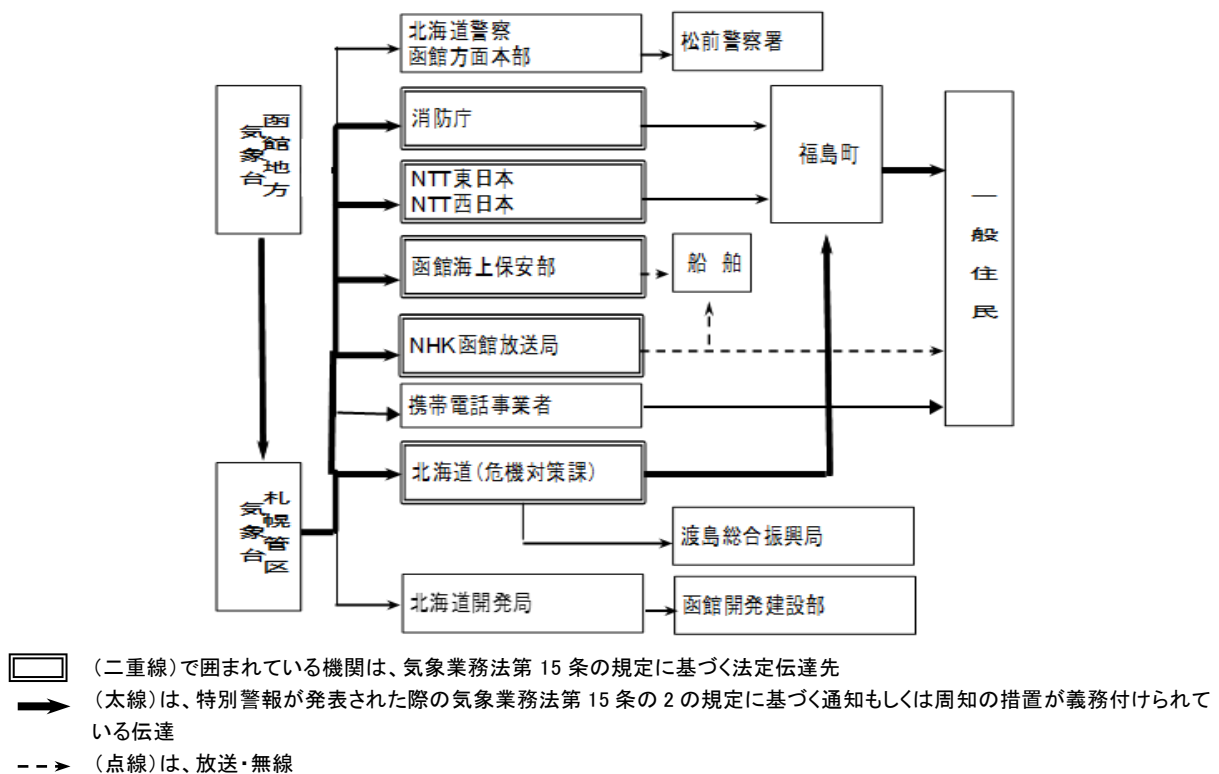 北海道警察
函館方面本部
松前警察署
函館地方
気象台
消防庁
福島町
NTT東日本
NTT西日本
一般住民
函館海上保安部
船舶
NHK函館放送局
携帯電話事業者
北海道(危機対策課)
札幌管区
気象台
渡島総合振興局
北海道開発局
函館開発建設部
(二重線)で囲まれている機関は、気象業務法第 15 条の規定に基づく法定伝達先
(太線)は、特別警報が発表された際の気象業務法第 15 条の 2 の規定に基づく通知もしくは周知の措置が義務付けられて
いる伝達
(点線)は、放送・無線